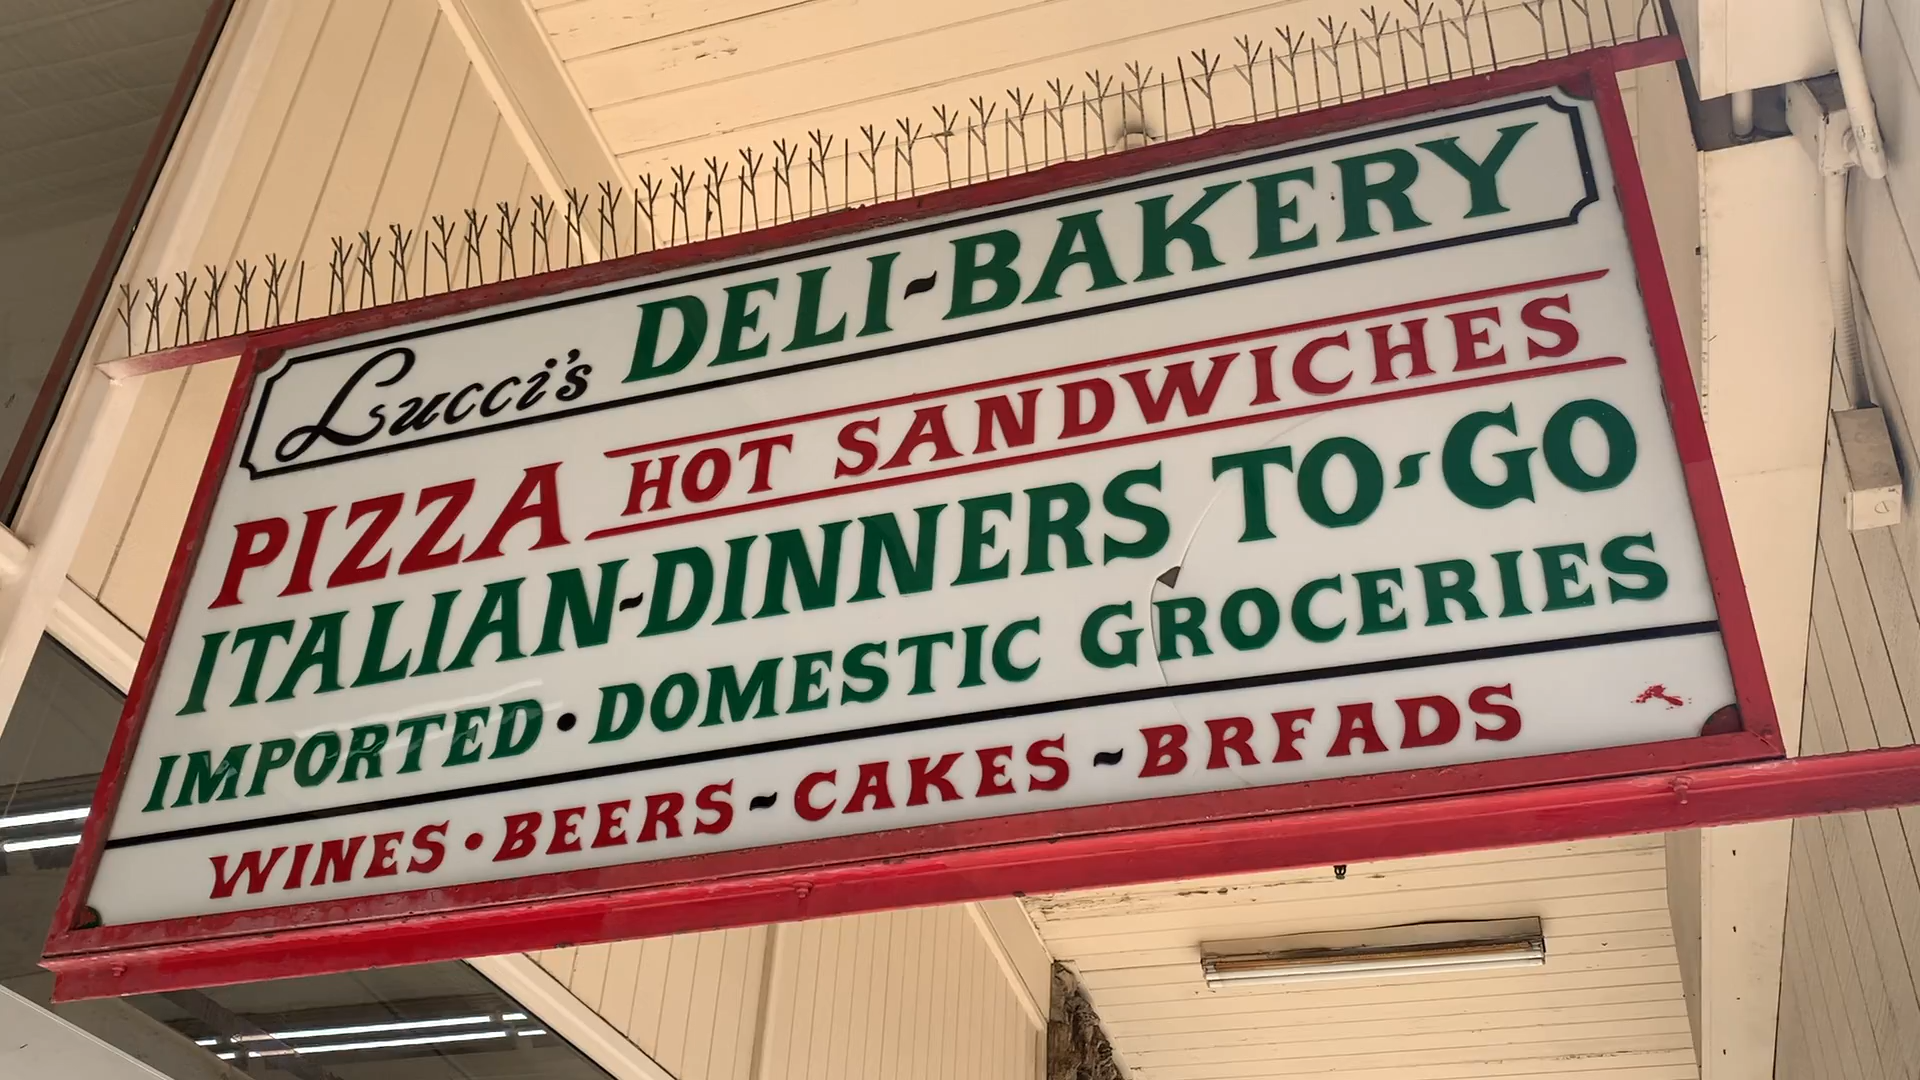 Lucci's DELI~BAKERY
PIZZA HOT SANDWICHES
ITALIAN~DINNERS TO~GO
IMPORTED • DOMESTIC GROCERIES
WINES • BEERS ~ CAKES ~ BRFADS